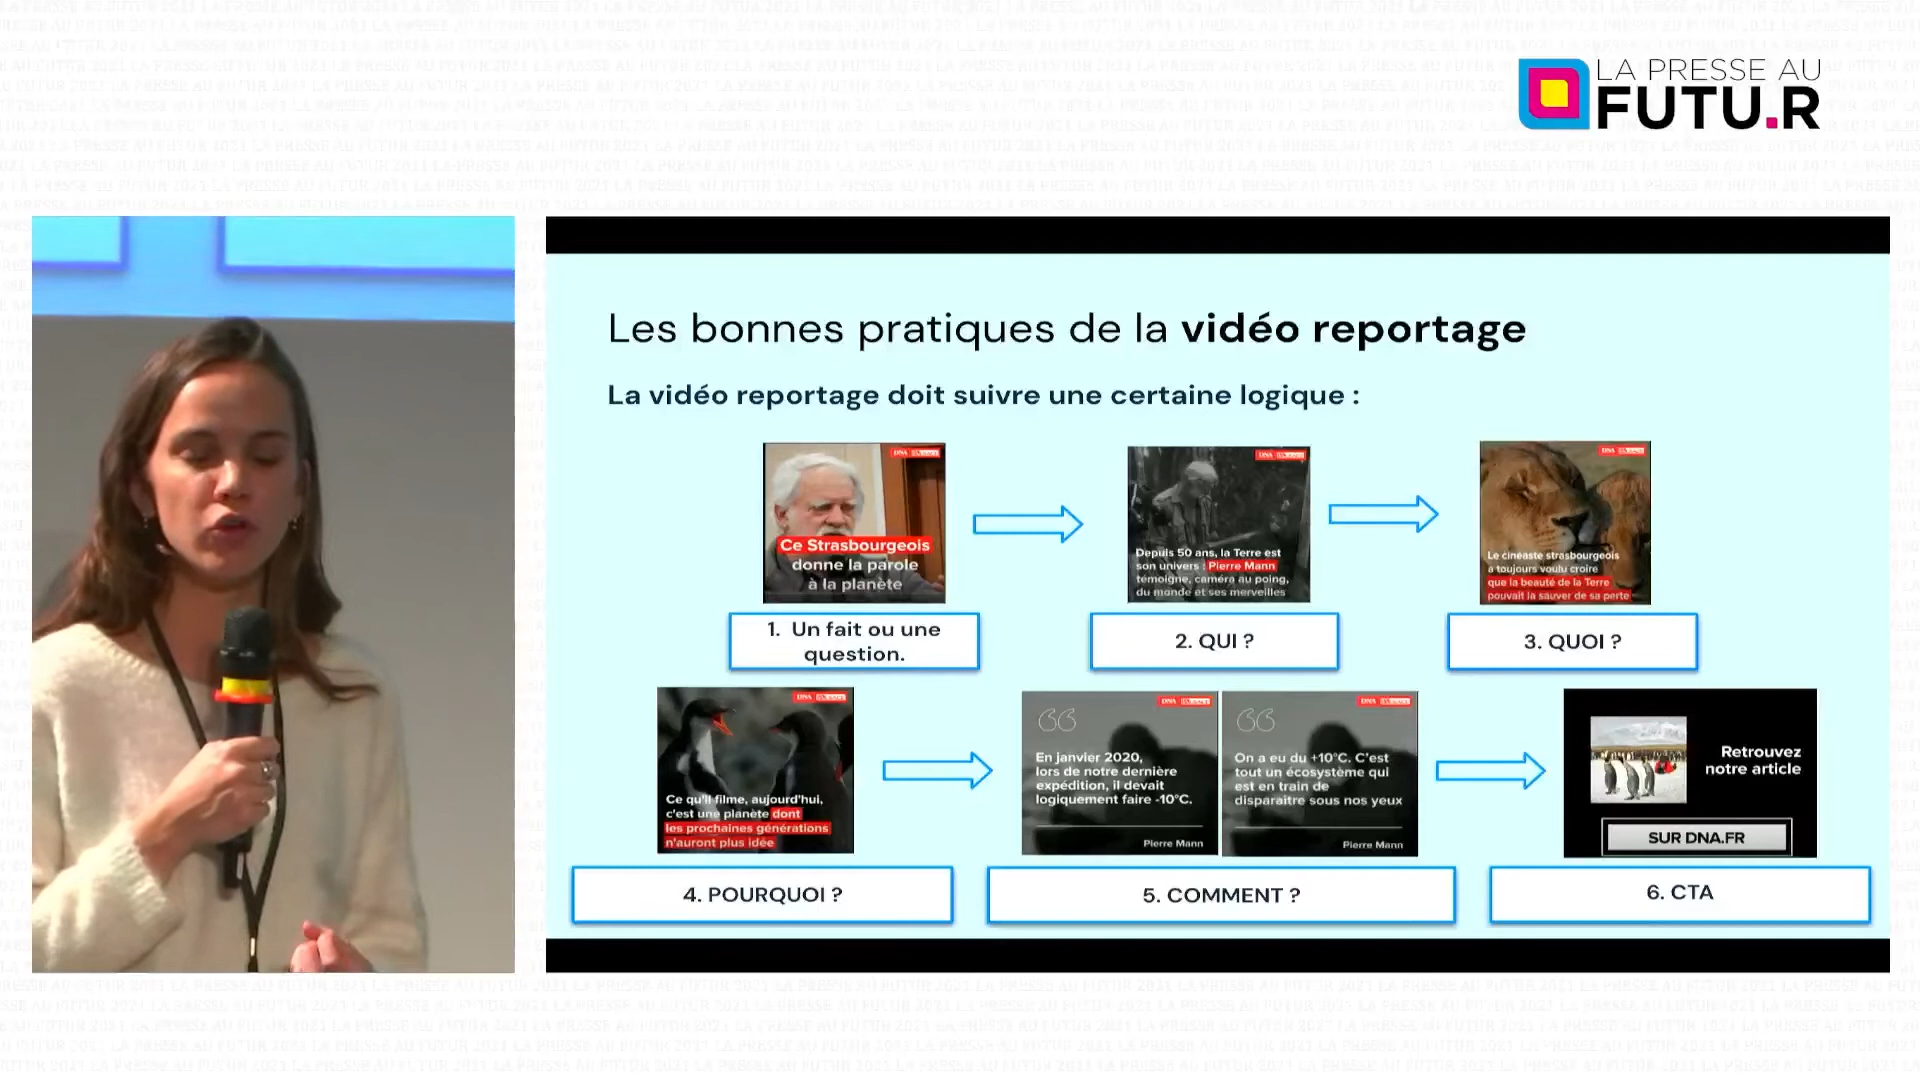 LA PRESSE AU
FUTU.R
Les bonnes pratiques de la vidéo reportage
La vidéo reportage doit suivre une certaine logique :
DNA
Ce Strasbourgeois
donne la parole
à la planète
1. Un fait ou une
question.
DNA
Depuis 50 ans, la Terre est
son univers : Pierre Mann
témoigne, caméra au poing,
du monde et ses merveilles
2. QUI ?
DNA
Le cinéaste strasbourgeois
a toujours voulu croire
que la beauté de la Terre
pouvait la sauver de sa perte
3. QUOI ?
DNA
Ce qu'il filme, aujourd'hui,
c'est une planète dont
les prochaines générations
n'auront plus idée
4. POURQUOI ?
DNA
En janvier 2020,
lors de notre dernière
expédition, il devait
logiquement faire -10°C.
Pierre Mann
DNA
On a eu du +10°C. C'est
tout un écosystème qui
est en train de
disparaitre sous nos yeux
Pierre Mann
5. COMMENT ?
Retrouvez
notre article
SUR DNA.FR
6. CTA